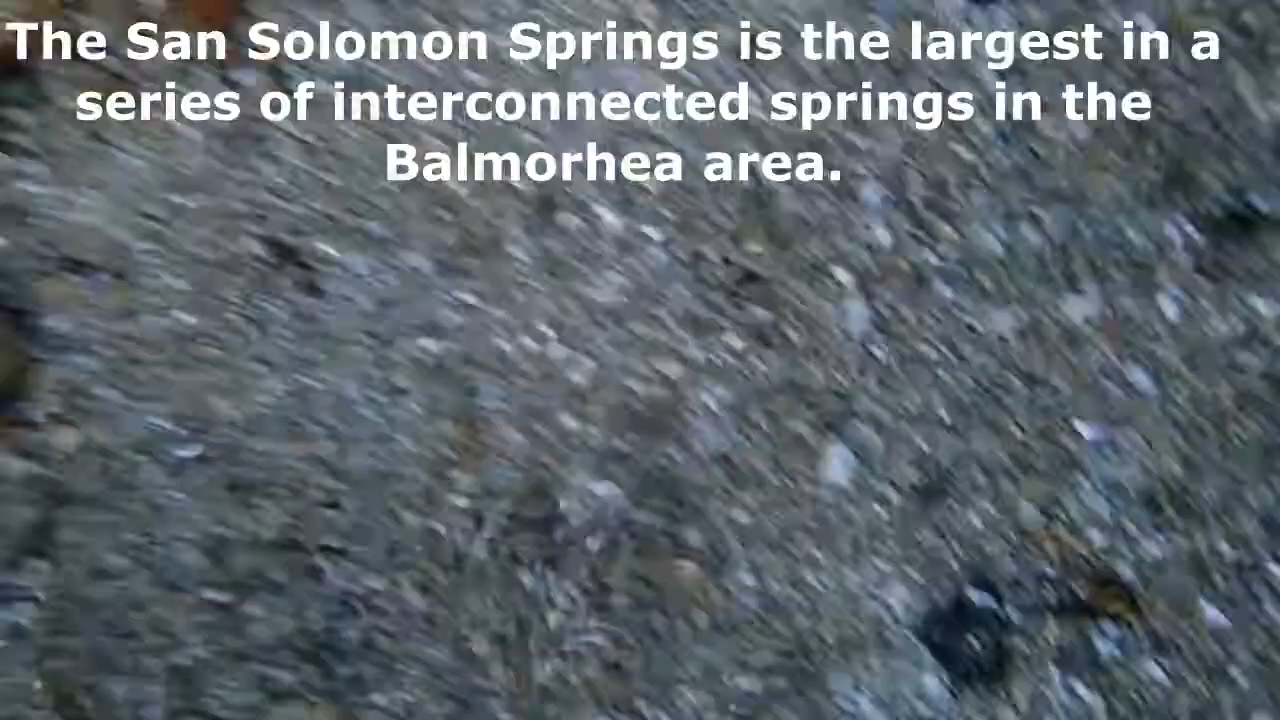 The San Solomon Springs is the largest in a
series of interconnected springs in the
Balmorhea area.